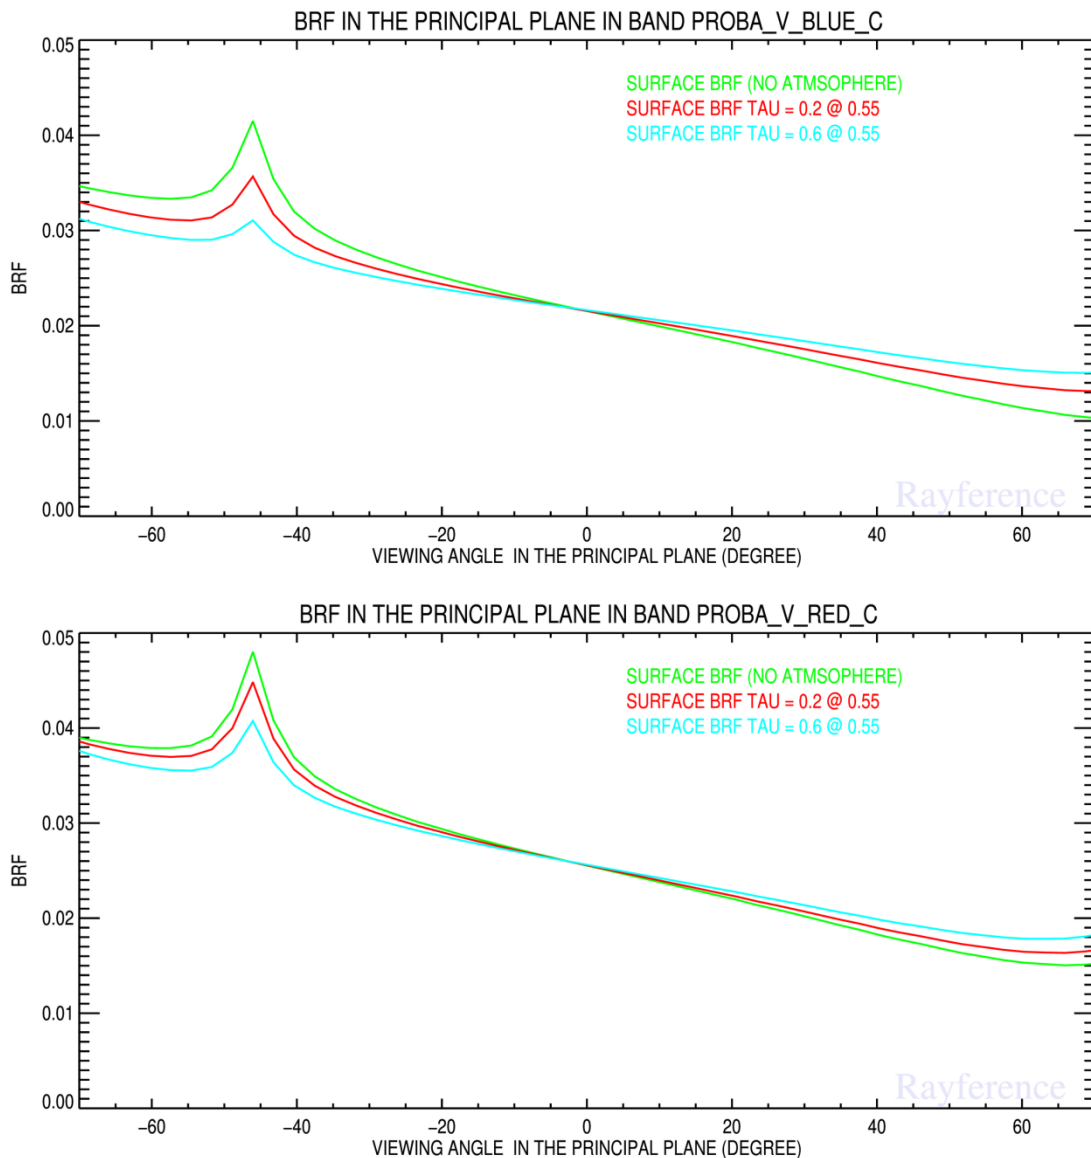 BRF IN THE PRINCIPAL PLANE IN BAND PROBA_V_BLUE_C
0.05
0.04
0.03
0.02
0.01
0.00
BRF
SURFACE BRF (NO ATMSOPHERE)
SURFACE BRF TAU = 0.2 @ 0.55
SURFACE BRF TAU = 0.6 @ 0.55
Rayference
−60 −40 −20 0 20 40 60
VIEWING ANGLE IN THE PRINCIPAL PLANE (DEGREE)
BRF IN THE PRINCIPAL PLANE IN BAND PROBA_V_RED_C
0.05
0.04
0.03
0.02
0.01
0.00
BRF
SURFACE BRF (NO ATMSOPHERE)
SURFACE BRF TAU = 0.2 @ 0.55
SURFACE BRF TAU = 0.6 @ 0.55
Rayference
−60 −40 −20 0 20 40 60
VIEWING ANGLE IN THE PRINCIPAL PLANE (DEGREE)